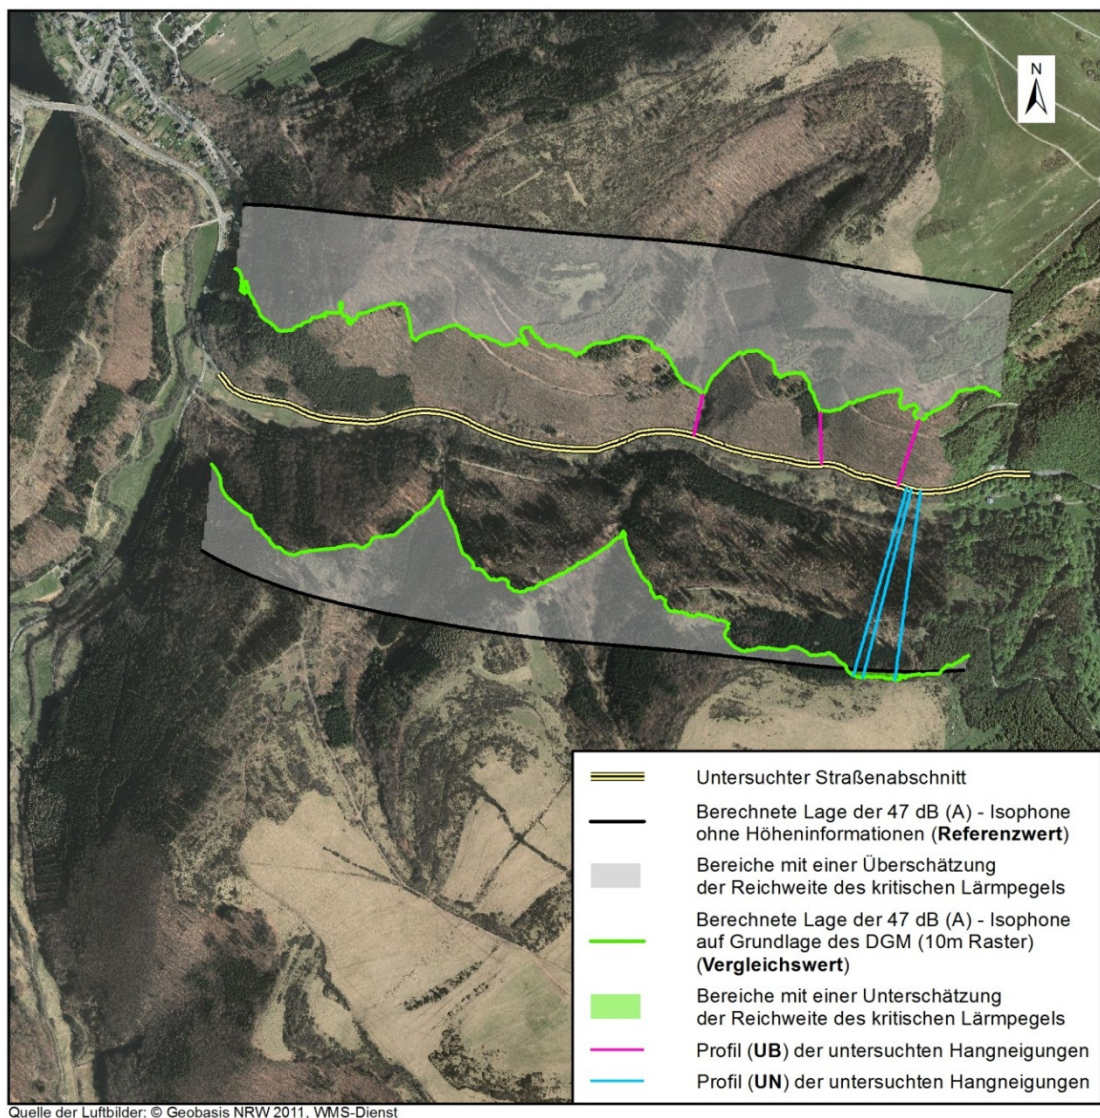 N
Untersuchter Straßenabschnitt
Berechnete Lage der 47 dB (A) - Isophone
ohne Höheninformationen (Referenzwert)
Bereiche mit einer Überschätzung
der Reichweite des kritischen Lärmpegels
Berechnete Lage der 47 dB (A) - Isophone
auf Grundlage des DGM (10m Raster)
(Vergleichswert)
Bereiche mit einer Unterschätzung
der Reichweite des kritischen Lärmpegels
Profil (UB) der untersuchten Hangneigungen
Profil (UN) der untersuchten Hangneigungen
Quelle der Luftbilder: © Geobasis NRW 2011, WMS-Dienst